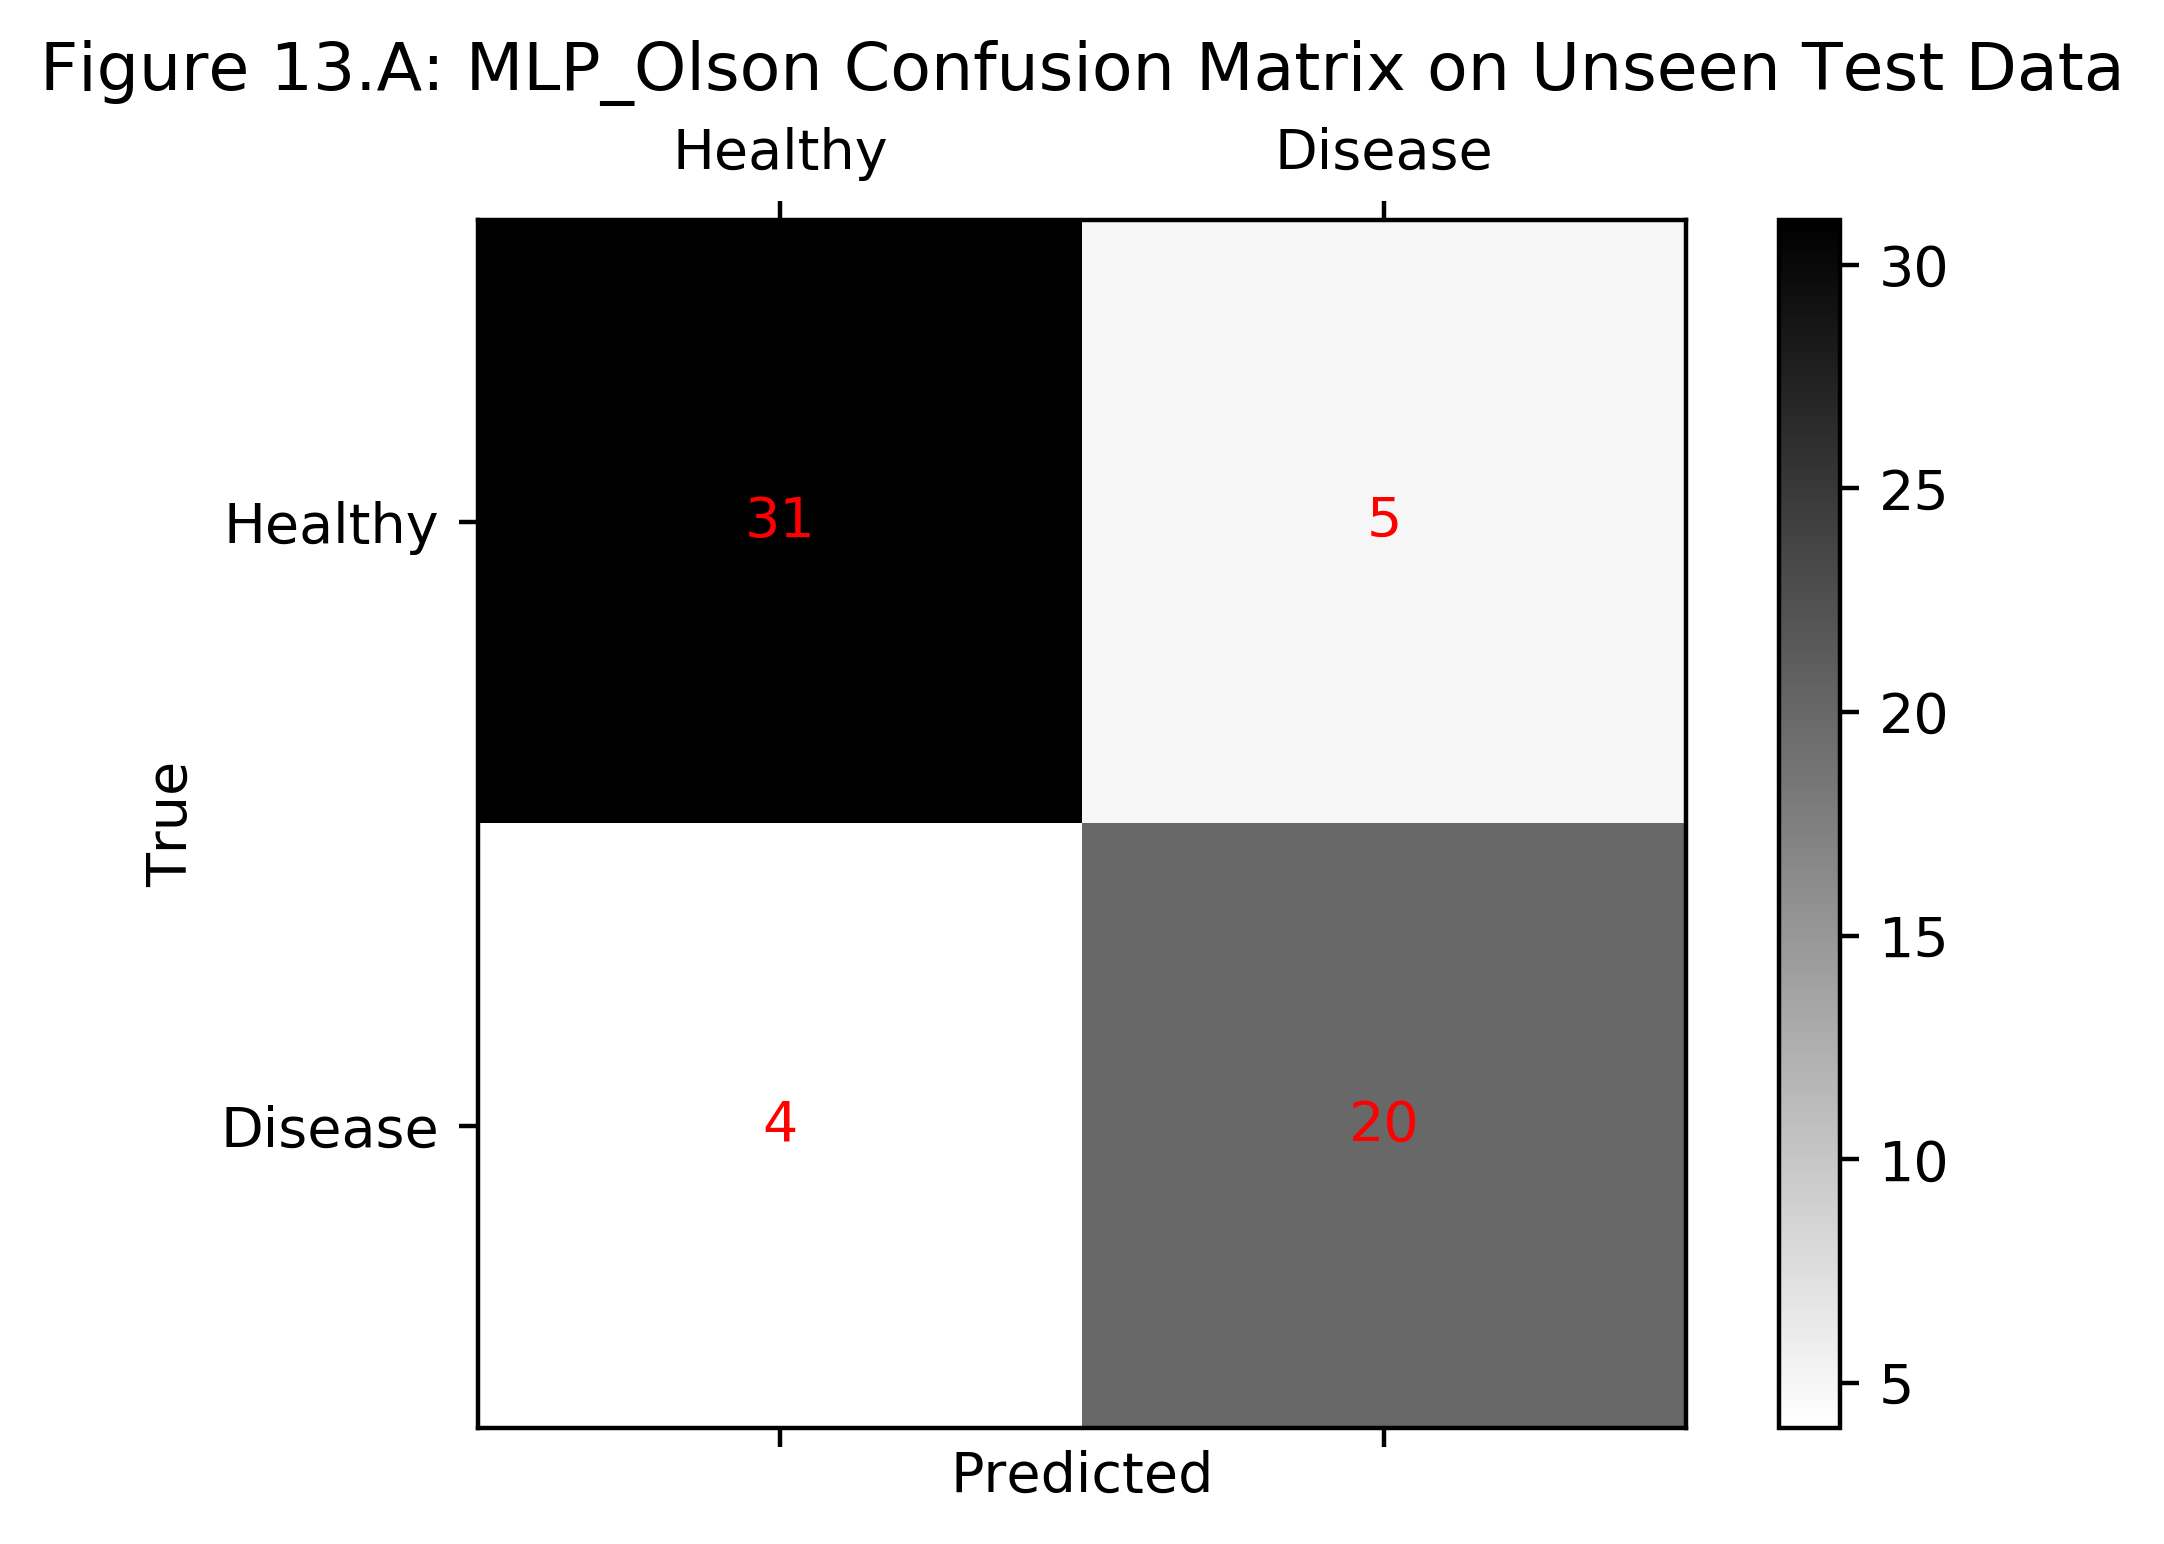 Figure 13.A: MLP_Olson Confusion Matrix on Unseen Test Data
Healthy Disease
30
25
Healthy 31 5
20
True
15
Disease 4 20
10
5
Predicted